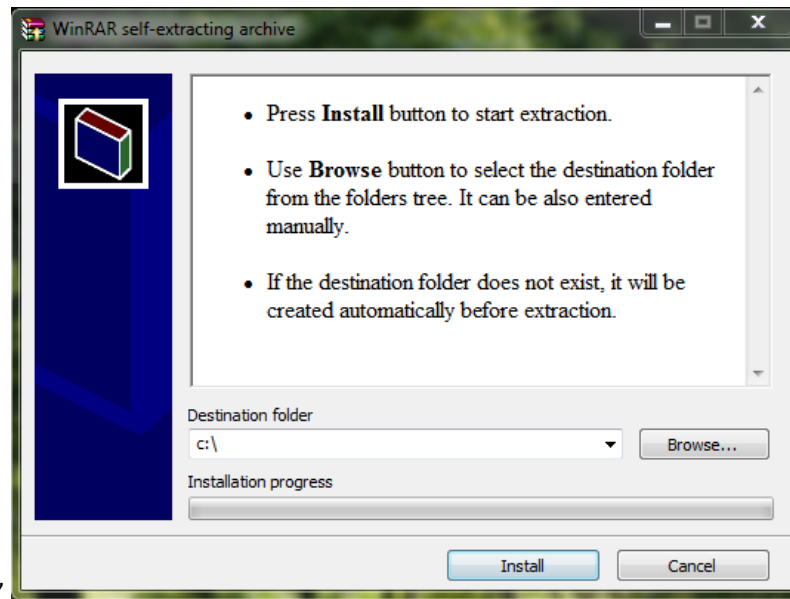 WinRAR self-extracting archive
x
• Press Install button to start extraction.
• Use Browse button to select the destination folder
from the folders tree. It can be also entered
manually.
• If the destination folder does not exist, it will be
created automatically before extraction.
Destination folder
c:\
Browse...
Installation progress
Install
Cancel
,